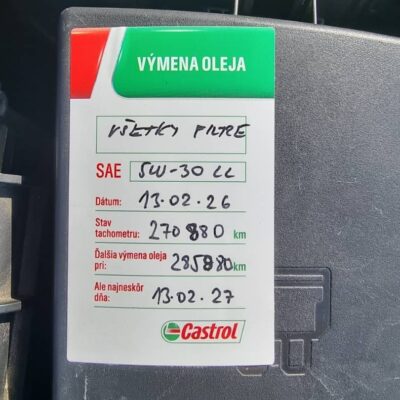 VÝMENA OLEJA
VŠETKY FILTRE
SAE 5W-30 LL
Dátum: 13.02.26
Stav
tachometru: 270880 km
Ďalšia výmena oleja
pri: 285880 km
Ale najneskôr
dňa: 13.02.27
Castrol